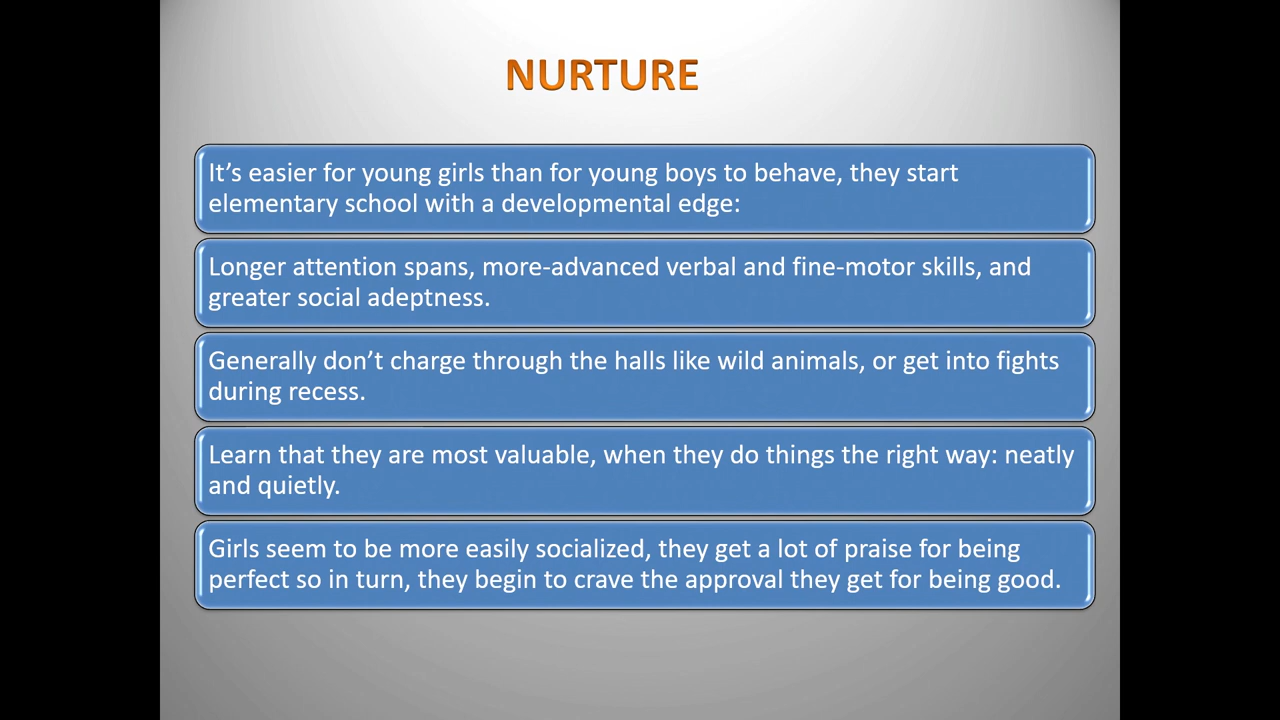 NURTURE
It’s easier for young girls than for young boys to behave, they start
elementary school with a developmental edge:
Longer attention spans, more-advanced verbal and fine-motor skills, and
greater social adeptness.
Generally don’t charge through the halls like wild animals, or get into fights
during recess.
Learn that they are most valuable, when they do things the right way: neatly
and quietly.
Girls seem to be more easily socialized, they get a lot of praise for being
perfect so in turn, they begin to crave the approval they get for being good.